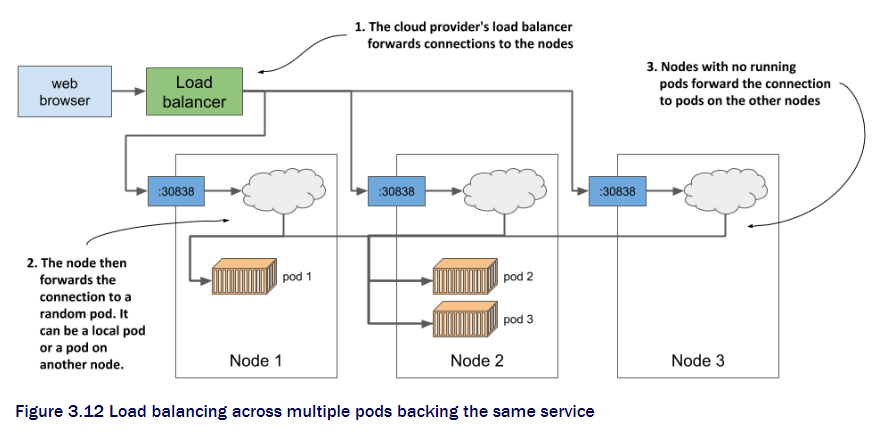 1. The cloud provider's load balancer
forwards connections to the nodes
3. Nodes with no running
pods forward the connection
to pods on the other nodes
web
browser
Load
balancer
:30838
:30838
:30838
2. The node then
forwards the
connection to a
random pod. It
can be a local pod
or a pod on
another node.
pod 1
pod 2
pod 3
Node 1
Node 2
Node 3
Figure 3.12 Load balancing across multiple pods backing the same service